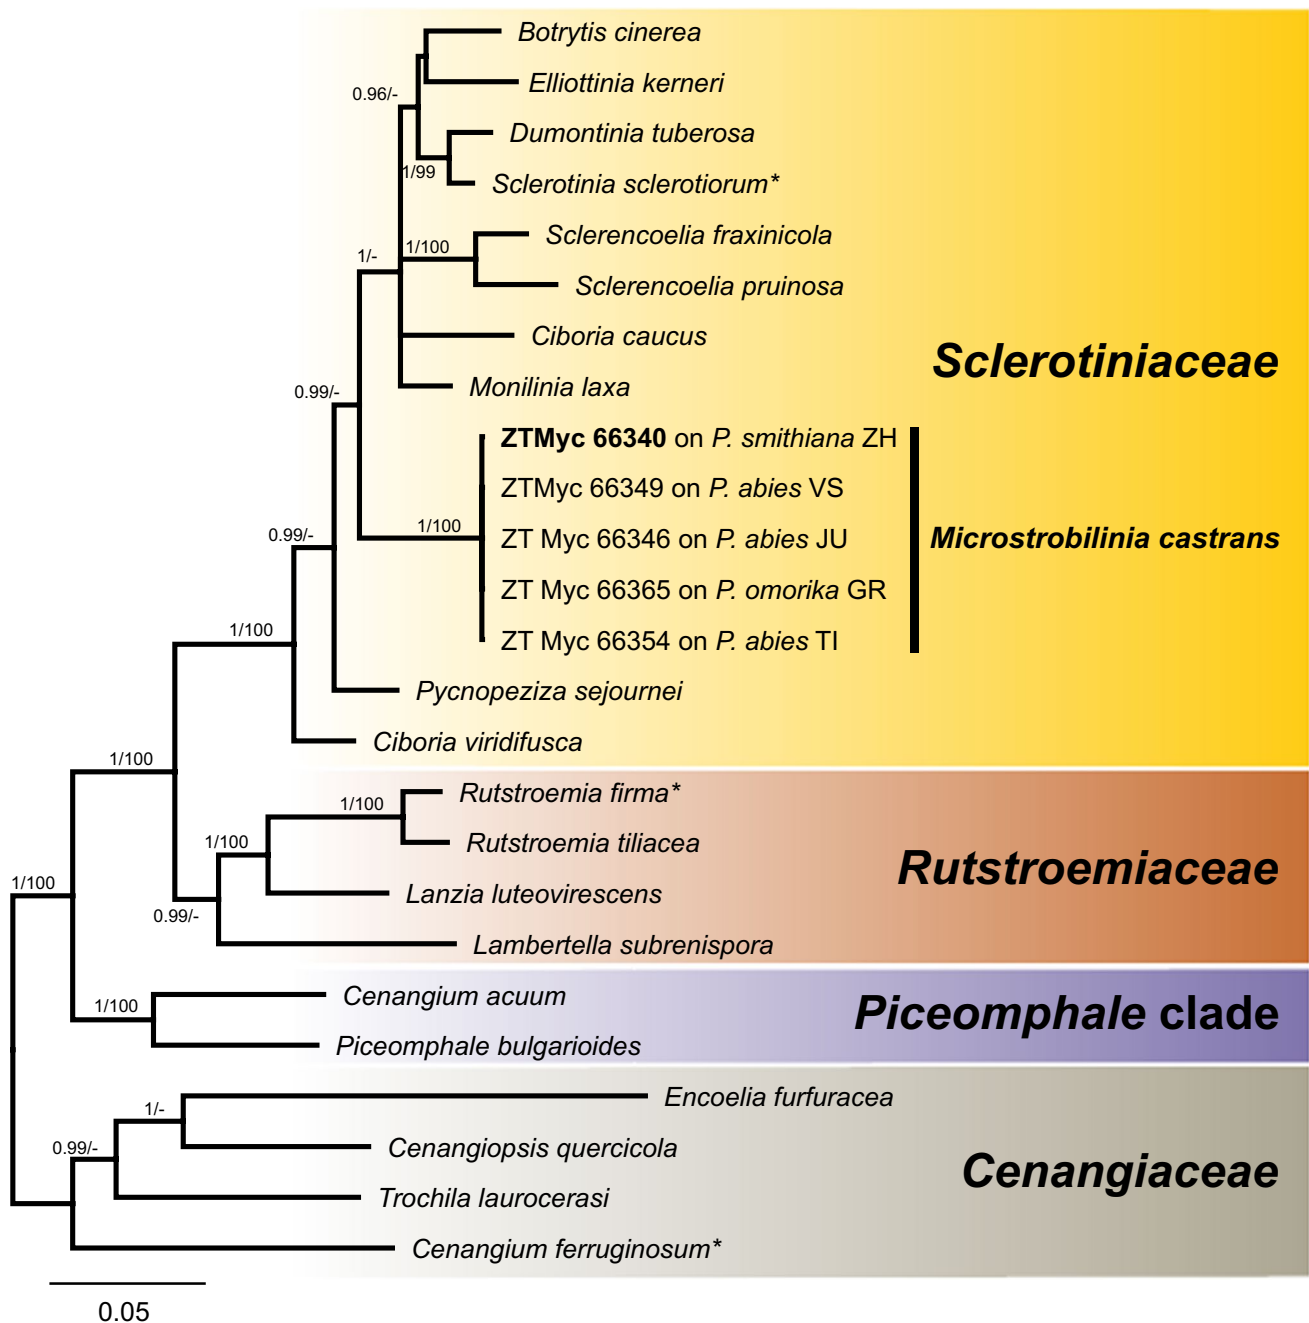 Botrytis cinerea
0.96/-
Elliottinia kerneri
Dumontinia tuberosa
1/99
Sclerotinia sclerotiorum*
Sclerencoelia fraxinicola
1/-
1/100
Sclerencoelia pruinosa
Ciboria caucus
Sclerotiniaceae
Monilinia laxa
0.99/-
ZTMyc 66340 on P. smithiana ZH
ZTMyc 66349 on P. abies VS
1/100
ZT Myc 66346 on P. abies JU
Microstrobilinia castrans
0.99/-
ZT Myc 66365 on P. omorika GR
ZT Myc 66354 on P. abies TI
1/100
Pycnopeziza sejournei
Ciboria viridifusca
1/100
Rutstroemia firma*
1/100
Rutstroemia tiliacea
1/100
Rutstroemiaceae
1/100
Lanzia luteovirescens
0.99/-
Lambertella subrenispora
Cenangium acuum
1/100
Piceomphale clade
Piceomphale bulgarioides
Encoelia furfuracea
1/-
Cenangiopsis quercicola
0.99/-
Cenangiaceae
Trochila laurocerasi
Cenangium ferruginosum*
0.05